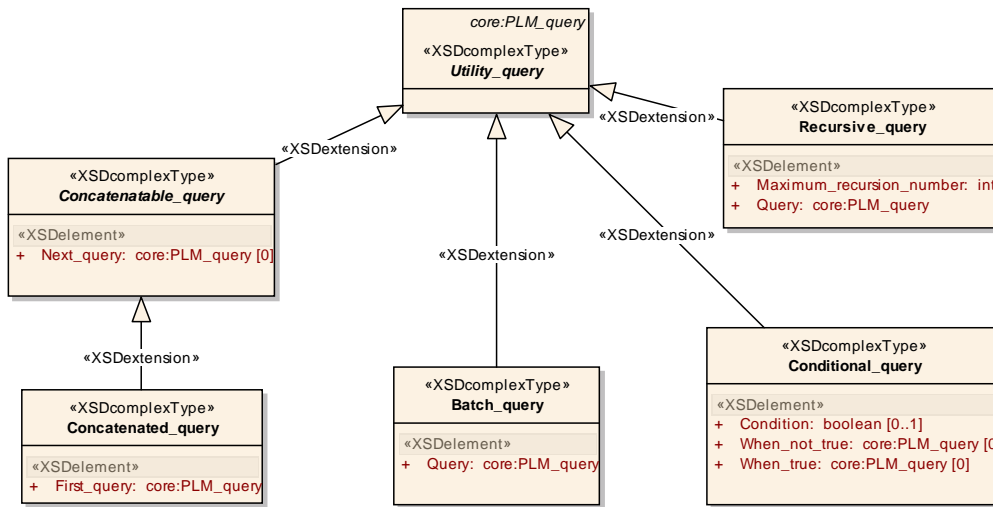 core:PLM_query
«XSDcomplexType»
Utility_query
«XSDextension»
«XSDcomplexType»
Recursive_query
«XSDelement»
+ Maximum_recursion_number: int
+ Query: core:PLM_query
«XSDextension»
«XSDcomplexType»
Concatenatable_query
«XSDelement»
+ Next_query: core:PLM_query [0]
«XSDextension»
«XSDextension»
«XSDextension»
«XSDcomplexType»
Concatenated_query
«XSDelement»
+ First_query: core:PLM_query
«XSDcomplexType»
Batch_query
«XSDelement»
+ Query: core:PLM_query
«XSDcomplexType»
Conditional_query
«XSDelement»
+ Condition: boolean [0..1]
+ When_not_true: core:PLM_query [0
+ When_true: core:PLM_query [0]